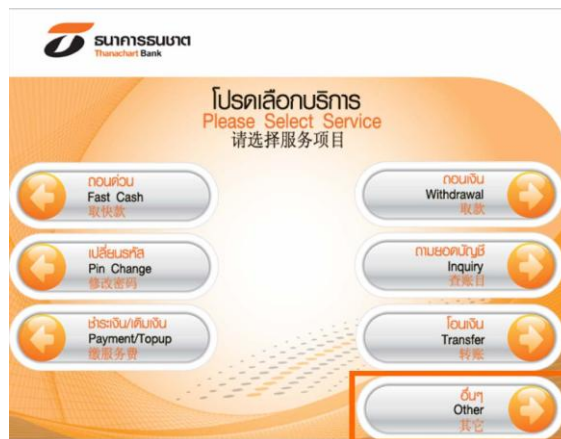 ธนาคารธนชาต
Thanachart Bank
โปรดเลือกบริการ
Please Select Service
请选择服务项目
ถอนด่วน
Fast Cash
取快款
ถอนเงิน
Withdrawal
取款
เปลี่ยนรหัส
Pin Change
修改密码
ถามยอดบัญชี
Inquiry
查账目
ชำระเงิน/เติมเงิน
Payment/Topup
缴服务费
โอนเงิน
Transfer
转账
อื่นๆ
Other
其它